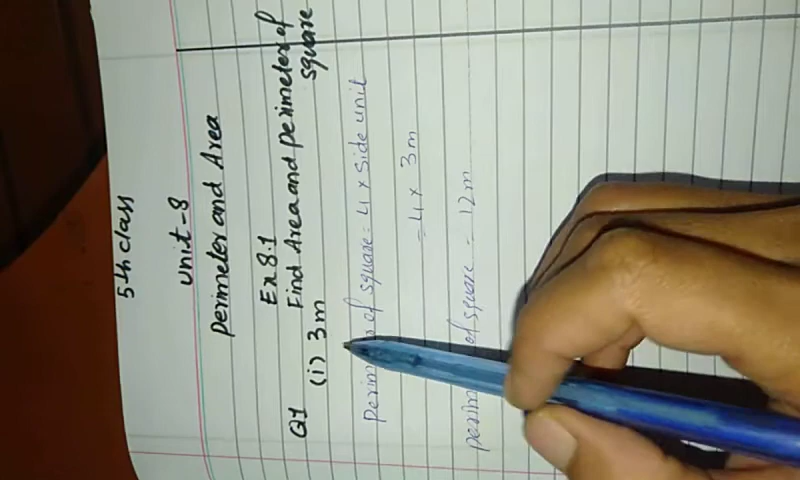 5th class
Unit-8
Perimeter and Area
Ex 8.1
Q1 Find Area and Perimeter of square
(i) 3m
of square = 4 x side unit
= 4 x 3m
of square = 12m